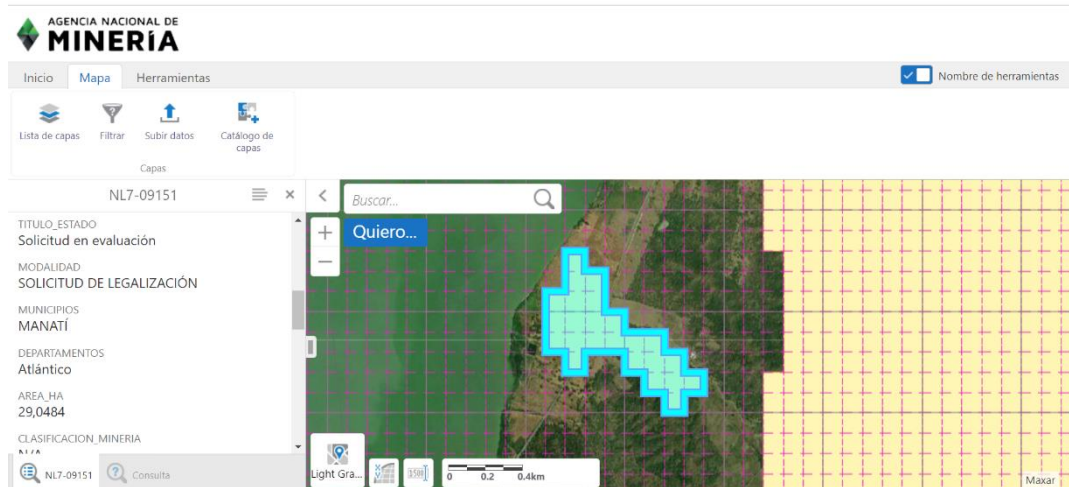 AGENCIA NACIONAL DE
MINERÍA
Inicio Mapa Herramientas
Nombre de herramientas
Lista de capas Filtrar Subir datos Catálogo de
capas
Capas
NL7-09151
TITULO_ESTADO
Solicitud en evaluación
MODALIDAD
SOLICITUD DE LEGALIZACIÓN
MUNICIPIOS
MANATÍ
DEPARTAMENTOS
Atlántico
AREA_HA
29,0484
CLASIFICACION_MINERIA
N/A
NL7-09151 Consulta
Buscar...
Quiero...
Light Gra...
0 0.2 0.4km
Maxar